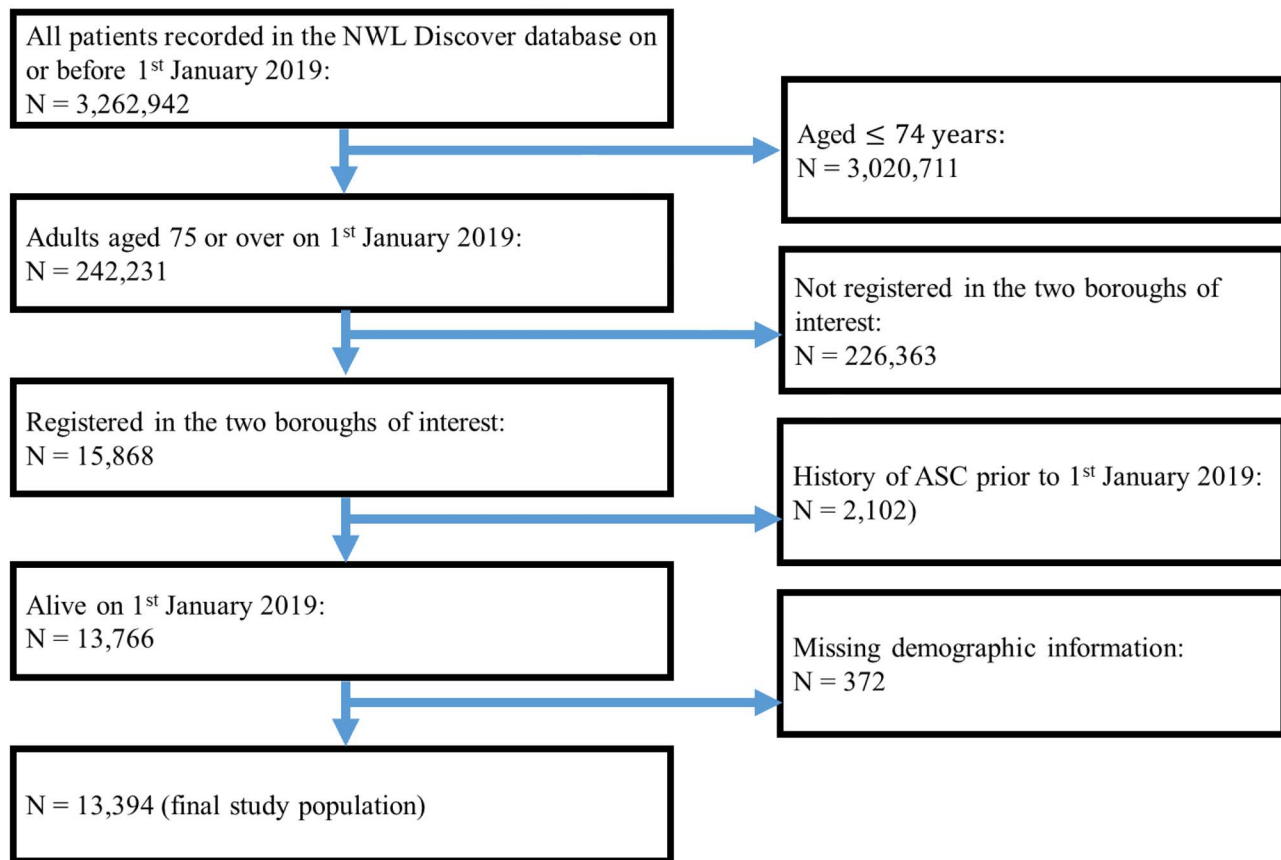 All patients recorded in the NWL Discover database on
or before 1st January 2019:
N = 3,262,942
Aged ≤ 74 years:
N = 3,020,711
Adults aged 75 or over on 1st January 2019:
N = 242,231
Not registered in the two boroughs of
interest:
N = 226,363
Registered in the two boroughs of interest:
N = 15,868
History of ASC prior to 1st January 2019:
N = 2,102)
Alive on 1st January 2019:
N = 13,766
Missing demographic information:
N = 372
N = 13,394 (final study population)